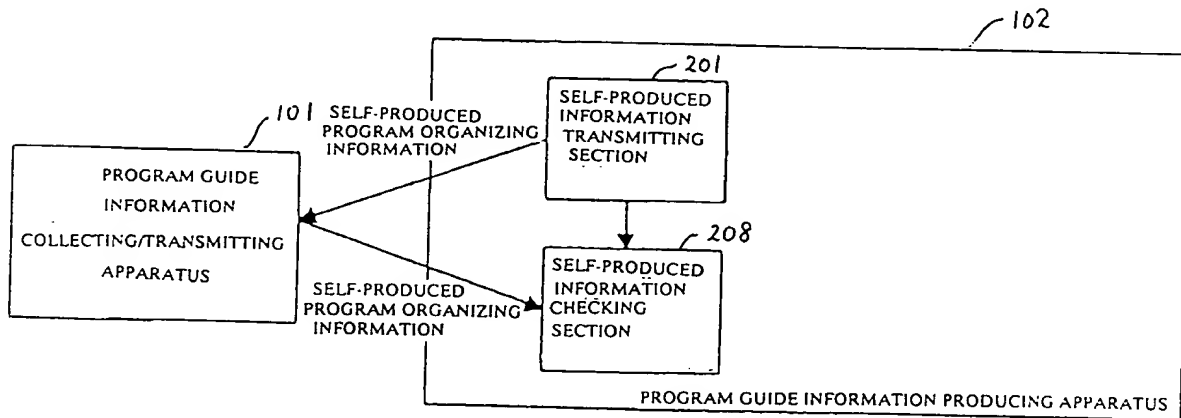 102
201
SELF-PRODUCED
INFORMATION
TRANSMITTING
SECTION
101
SELF-PRODUCED
PROGRAM ORGANIZING
INFORMATION
PROGRAM GUIDE
INFORMATION
COLLECTING/TRANSMITTING
APPARATUS
208
SELF-PRODUCED
INFORMATION
CHECKING
SECTION
SELF-PRODUCED
PROGRAM ORGANIZING
INFORMATION
PROGRAM GUIDE INFORMATION PRODUCING APPARATUS